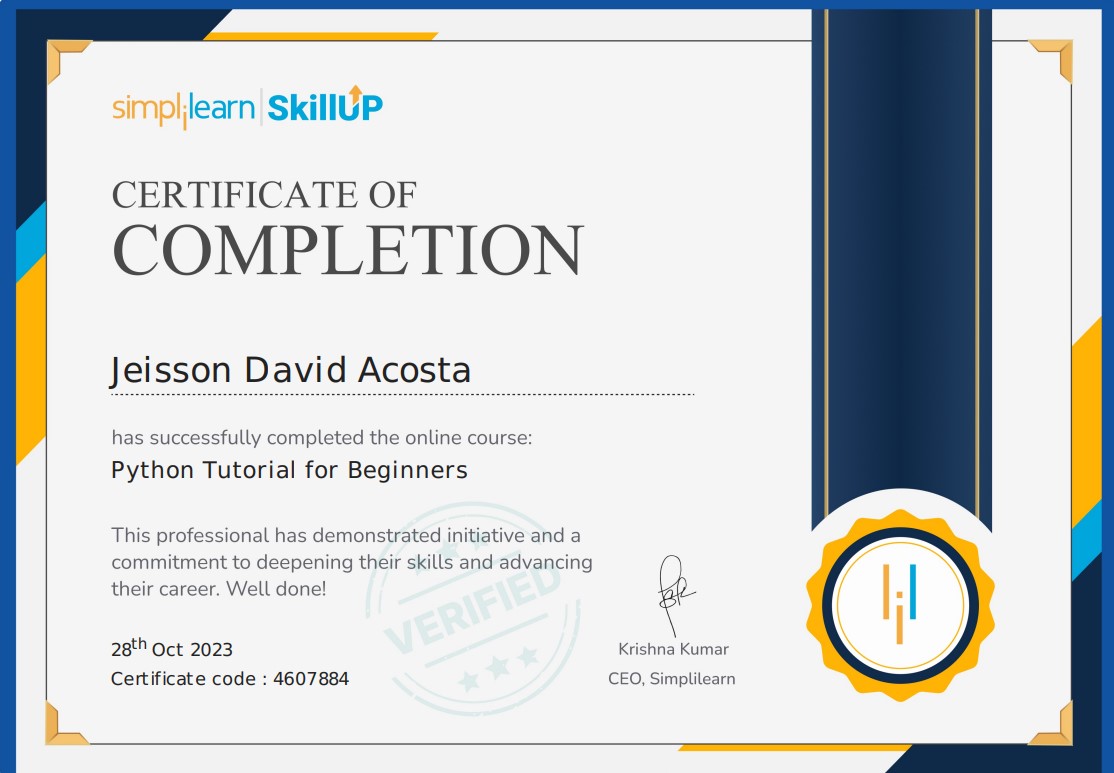 simplilearn | SkillUP
CERTIFICATE OF
COMPLETION
Jeisson David Acosta
has successfully completed the online course:
Python Tutorial for Beginners
This professional has demonstrated initiative and a
commitment to deepening their skills and advancing
their career. Well done!
VERIFIED
28th Oct 2023
Certificate code : 4607884
Krishna Kumar
CEO, Simplilearn